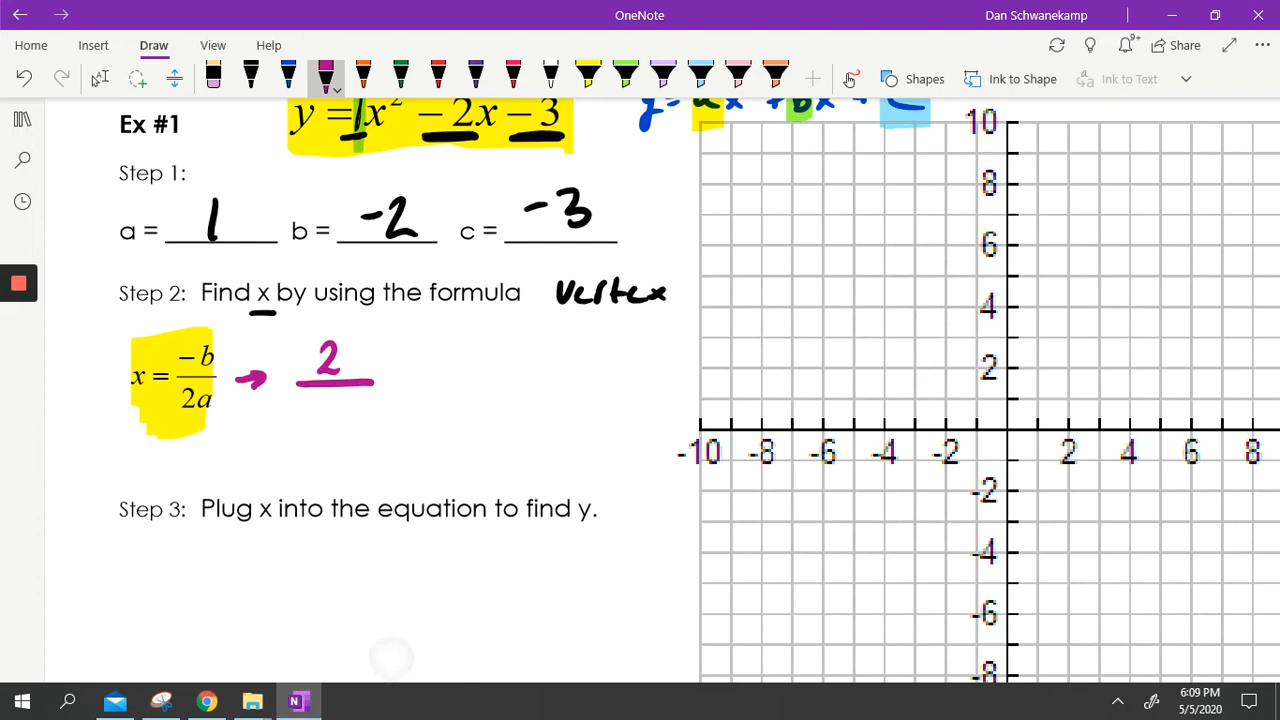 OneNote
Dan Schwanekamp
Home Insert Draw View Help
9+ Share
Shapes Ink to Shape Ink to Text
Ex #1
y = 1x² − 2x − 3
y = ax + bx + c
Step 1:
a = 1 b = -2 c = -3
Step 2: Find x by using the formula vertex
x = −b / 2a → 2
Step 3: Plug x into the equation to find y.
10
8
6
4
2
-10 -8 -6 -4 -2 2 4 6 8
-2
-4
-6
-8
6:09 PM
5/5/2020